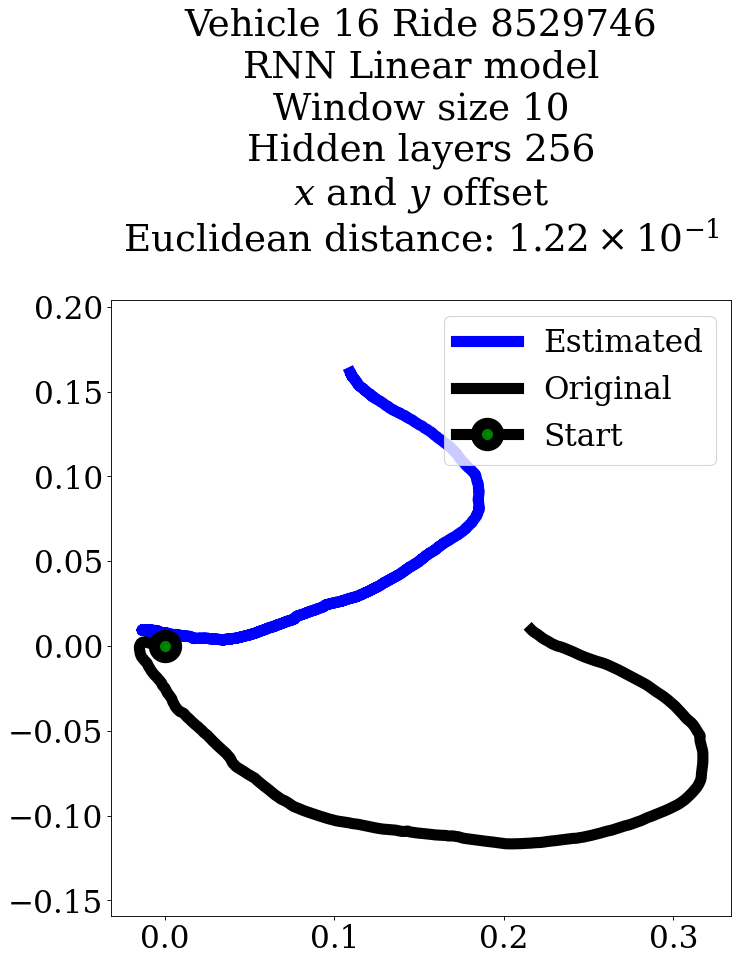 Vehicle 16 Ride 8529746
RNN Linear model
Window size 10
Hidden layers 256
x and y offset
Euclidean distance: 1.22 × 10⁻¹
Estimated
Original
Start
0.20
0.15
0.10
0.05
0.00
−0.05
−0.10
−0.15
0.0 0.1 0.2 0.3